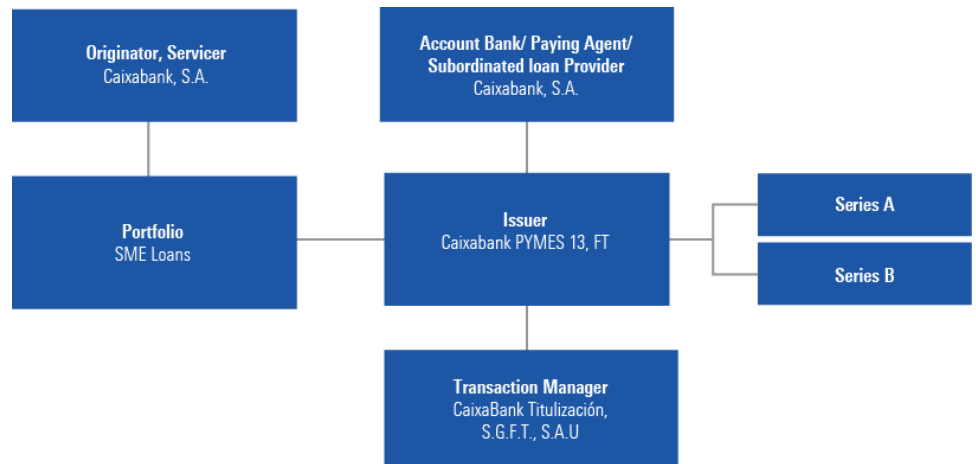 Originator, Servicer
Caixabank, S.A.
Account Bank/ Paying Agent/
Subordinated loan Provider
Caixabank, S.A.
Portfolio
SME Loans
Issuer
Caixabank PYMES 13, FT
Series A
Series B
Transaction Manager
CaixaBank Titulización,
S.G.F.T., S.A.U